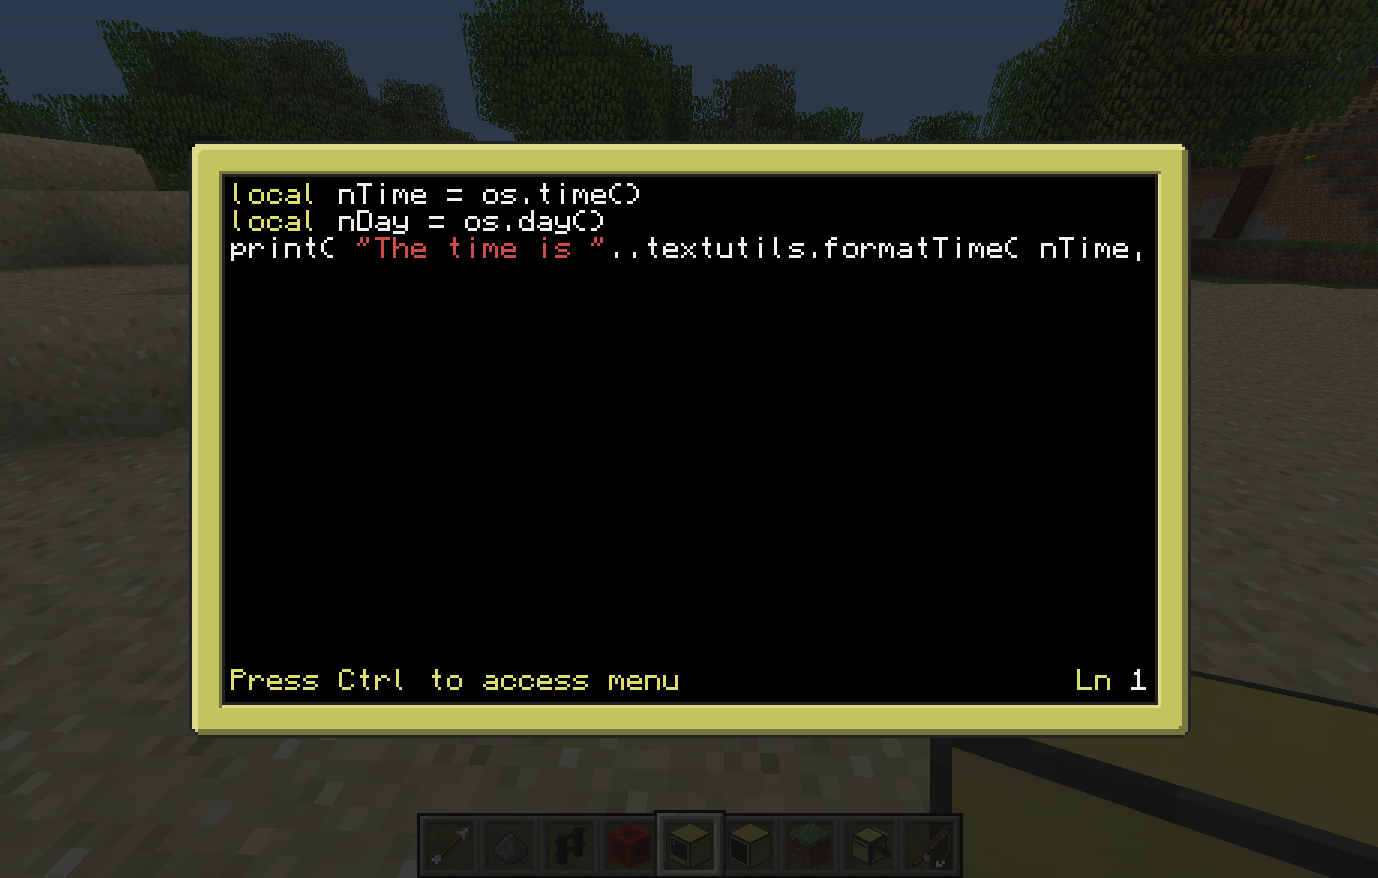 local nTime = os.time()
local nDay = os.day()
print( "The time is "..textutils.formatTime( nTime,
Press Ctrl to access menu
Ln 1